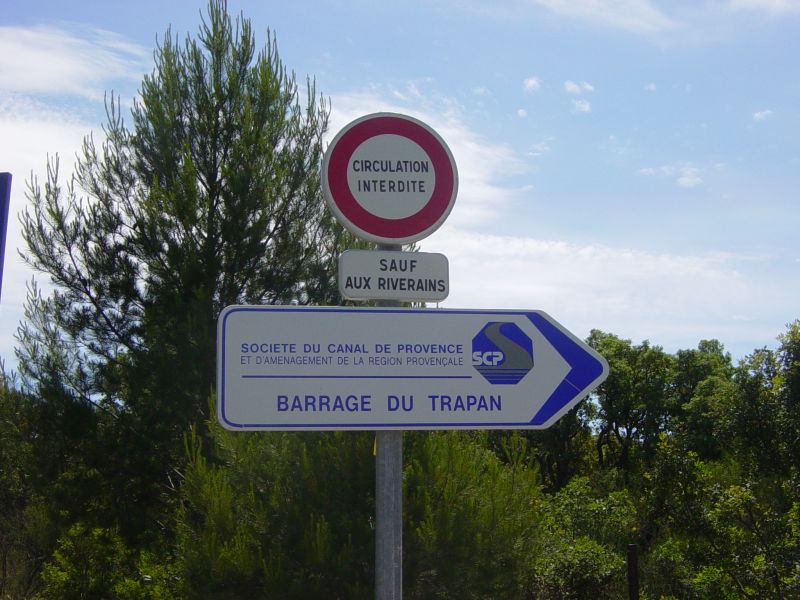 CIRCULATION
INTERDITE
SAUF
AUX RIVERAINS
SOCIETE DU CANAL DE PROVENCE
ET D'AMENAGEMENT DE LA REGION PROVENÇALE
SCP
BARRAGE DU TRAPAN